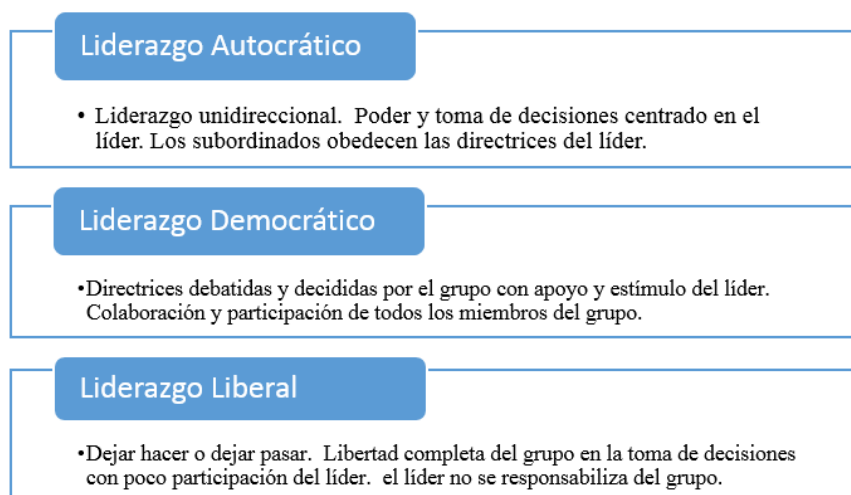 Liderazgo Autocrático
• Liderazgo unidireccional. Poder y toma de decisiones centrado en el
líder. Los subordinados obedecen las directrices del líder.
Liderazgo Democrático
•Directrices debatidas y decididas por el grupo con apoyo y estímulo del líder.
Colaboración y participación de todos los miembros del grupo.
Liderazgo Liberal
•Dejar hacer o dejar pasar. Libertad completa del grupo en la toma de decisiones
con poco participación del líder. el líder no se responsabiliza del grupo.